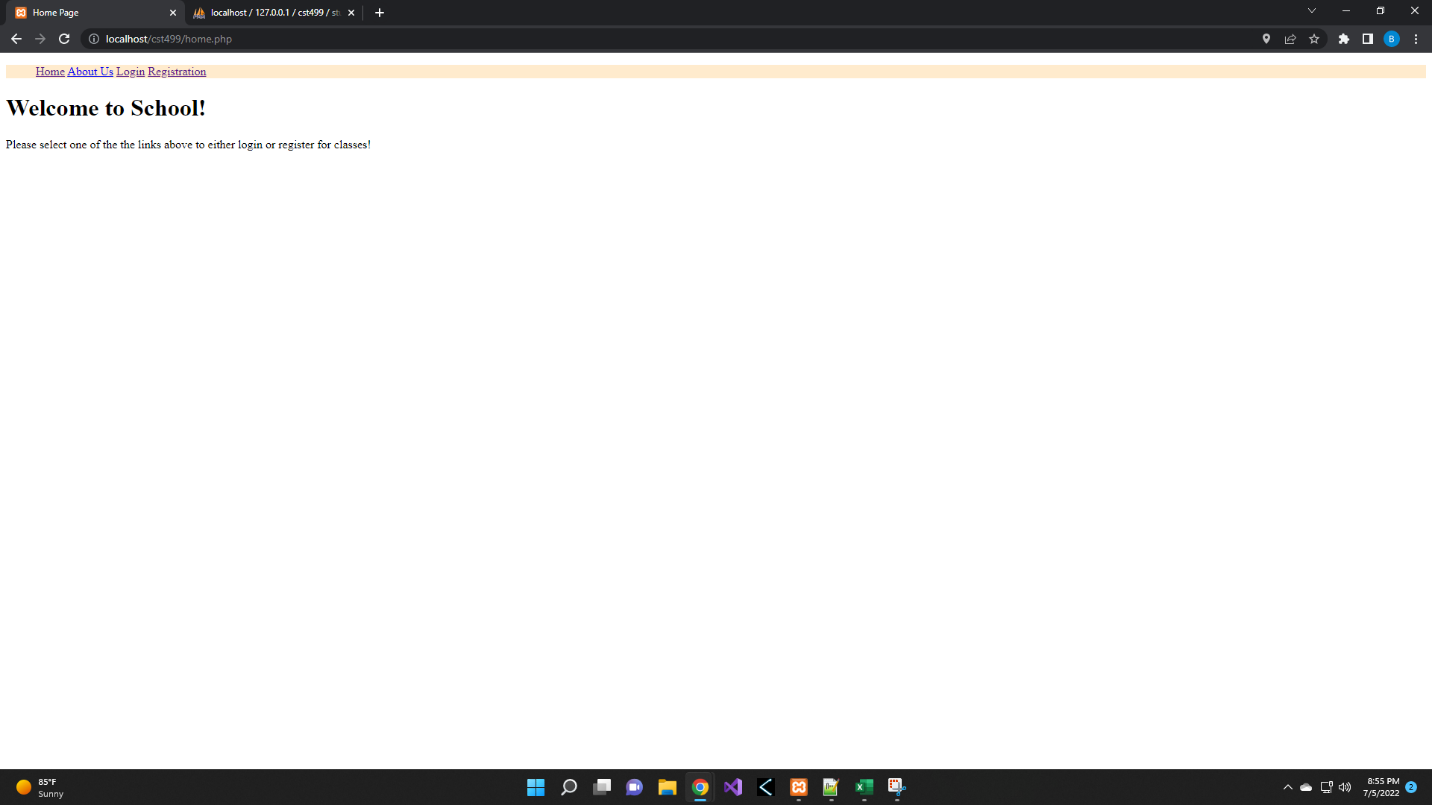 Home Page
localhost / 127.0.0.1 / cst499 / st
localhost/cst499/home.php
B
Home About Us Login Registration
Welcome to School!
Please select one of the the links above to either login or register for classes!
85°F
Sunny
8:55 PM
7/5/2022
2